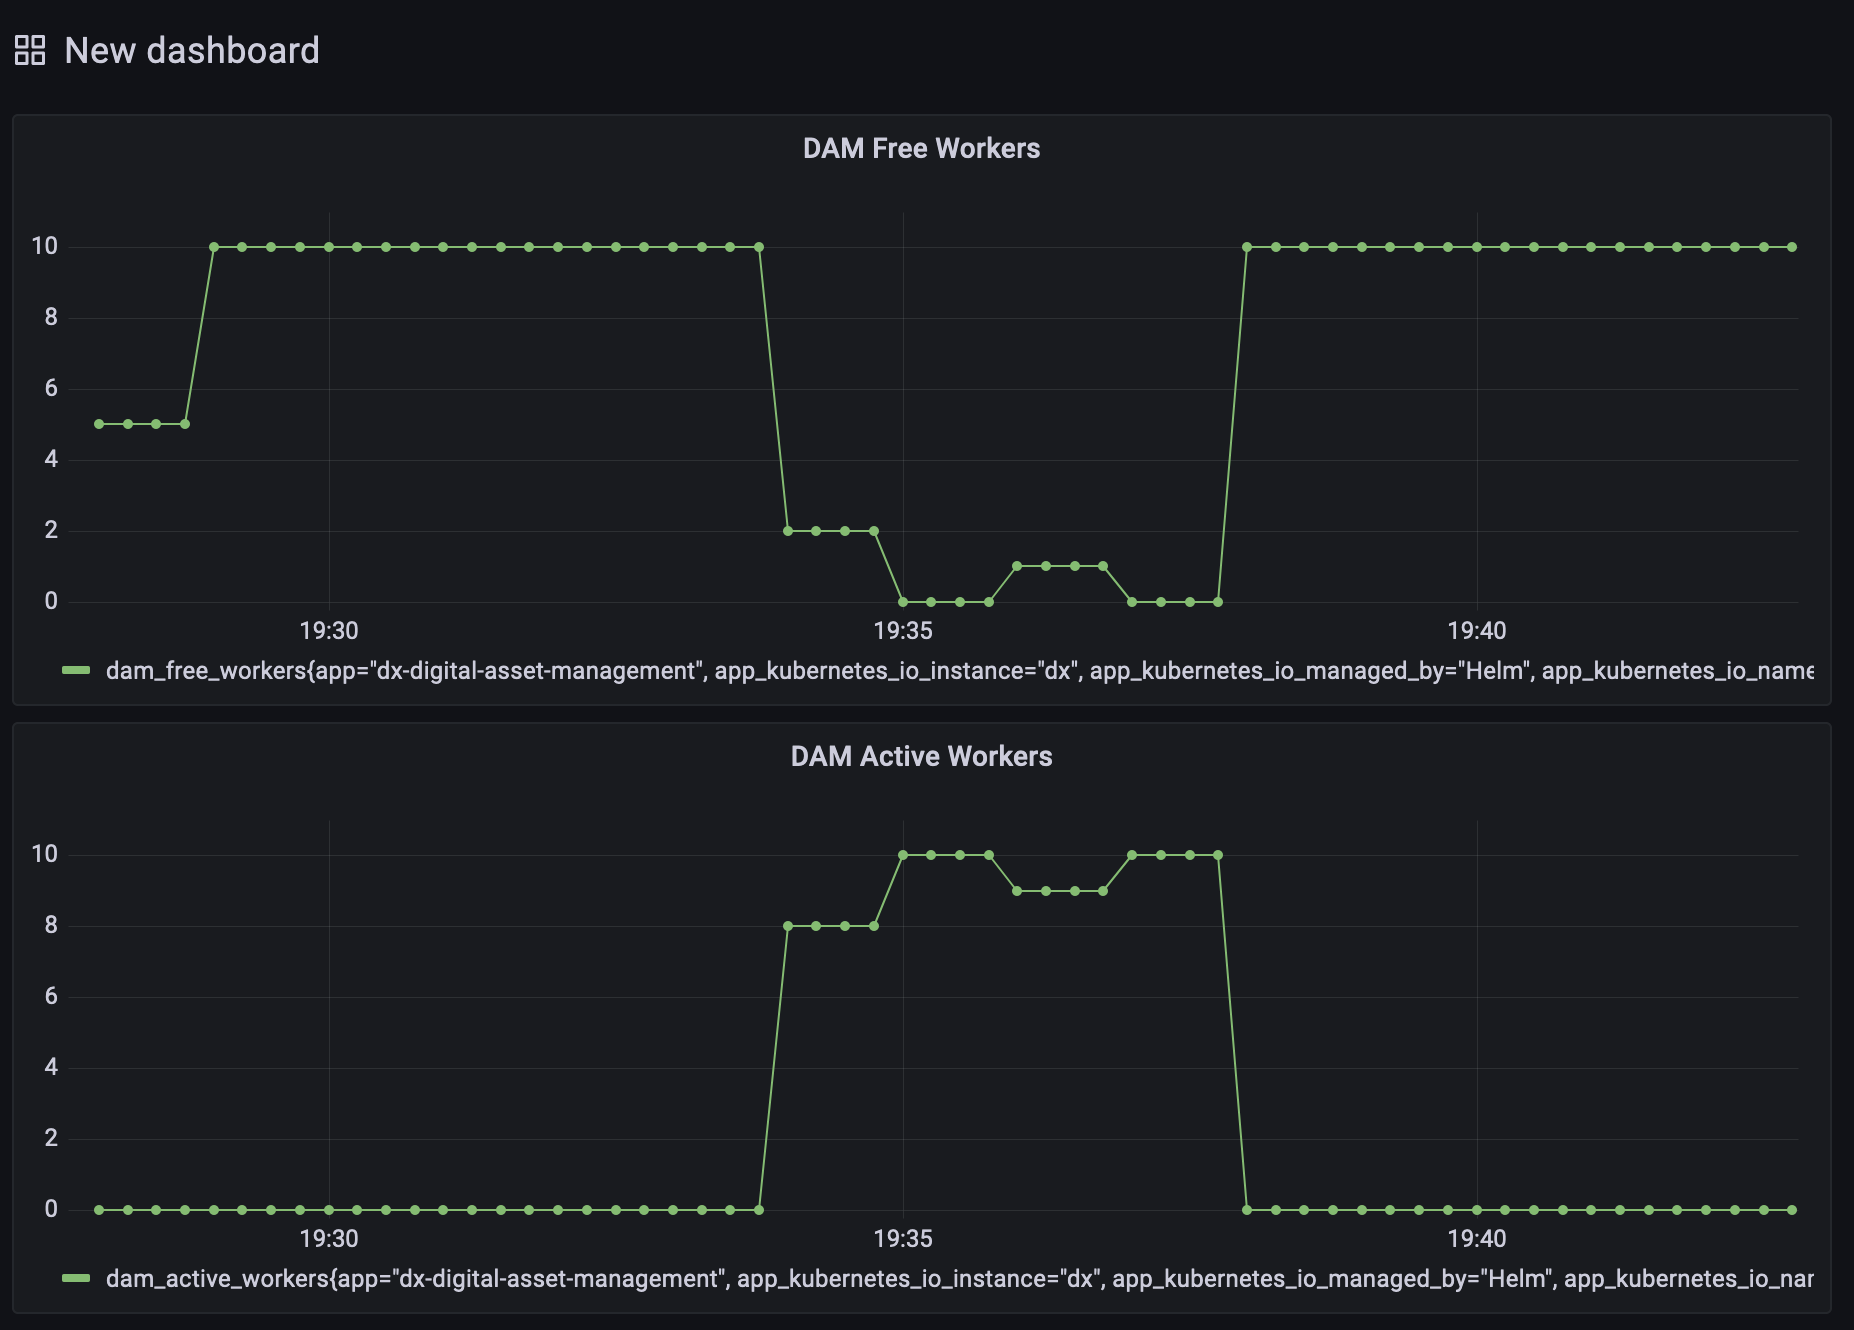 New dashboard
DAM Free Workers
10
8
6
4
2
0
19:30 19:35 19:40
dam_free_workers{app="dx-digital-asset-management", app_kubernetes_io_instance="dx", app_kubernetes_io_managed_by="Helm", app_kubernetes_io_name
DAM Active Workers
10
8
6
4
2
0
19:30 19:35 19:40
dam_active_workers{app="dx-digital-asset-management", app_kubernetes_io_instance="dx", app_kubernetes_io_managed_by="Helm", app_kubernetes_io_nar